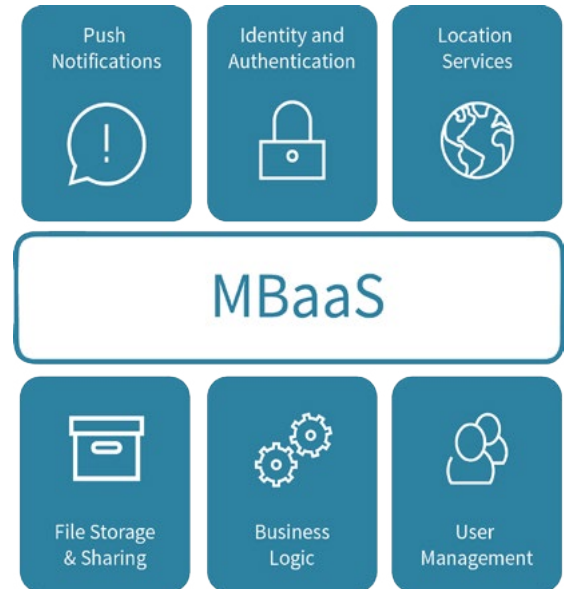 Push
Notifications
Identity and
Authentication
Location
Services
MBaaS
File Storage
& Sharing
Business
Logic
User
Management